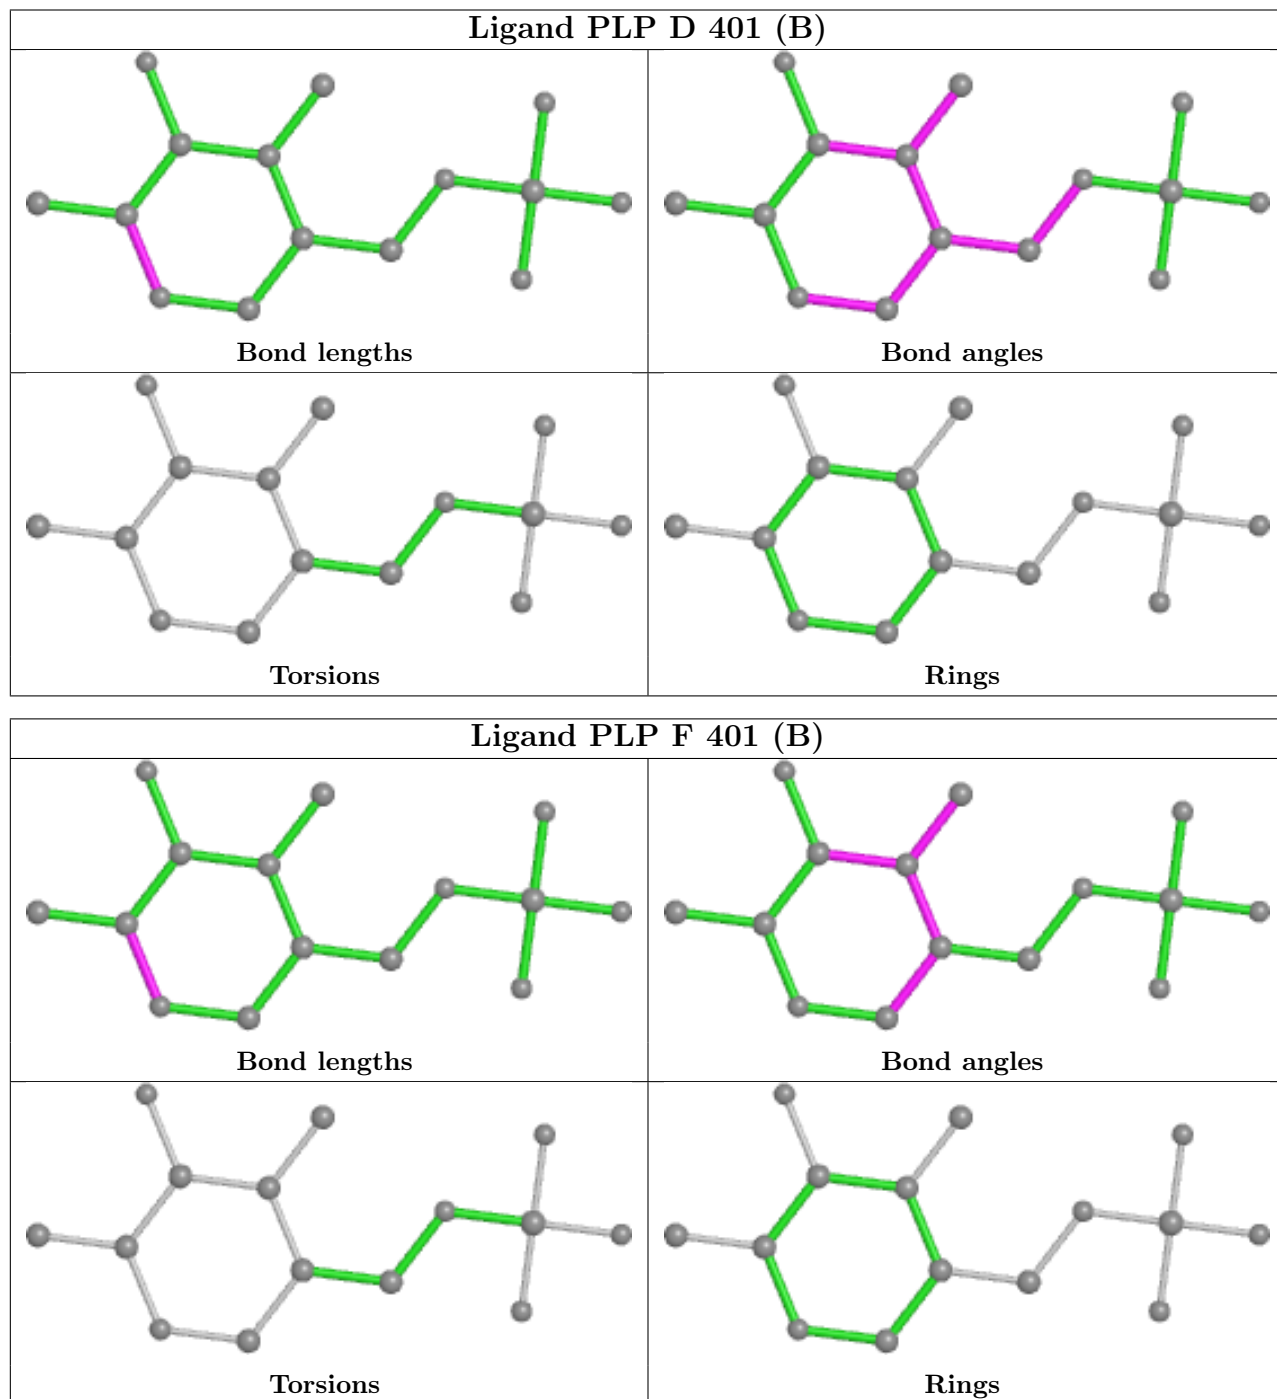 Ligand PLP D 401 (B)
Bond lengths
Bond angles
Torsions
Rings
Ligand PLP F 401 (B)
Bond lengths
Bond angles
Torsions
Rings